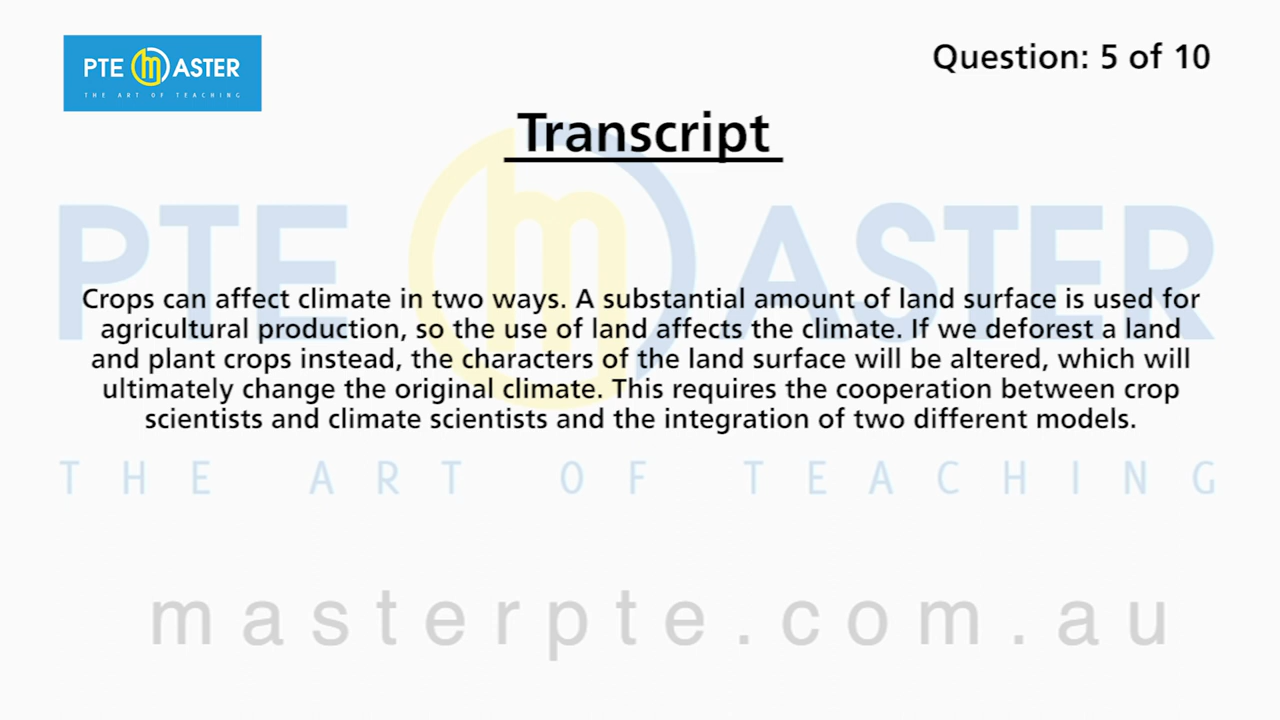 PTE MASTER
THE ART OF TEACHING
Question: 5 of 10
Transcript
PTE MASTER
Crops can affect climate in two ways. A substantial amount of land surface is used for
agricultural production, so the use of land affects the climate. If we deforest a land
and plant crops instead, the characters of the land surface will be altered, which will
ultimately change the original climate. This requires the cooperation between crop
scientists and climate scientists and the integration of two different models.
THE ART OF TEACHING
masterpte.com.au